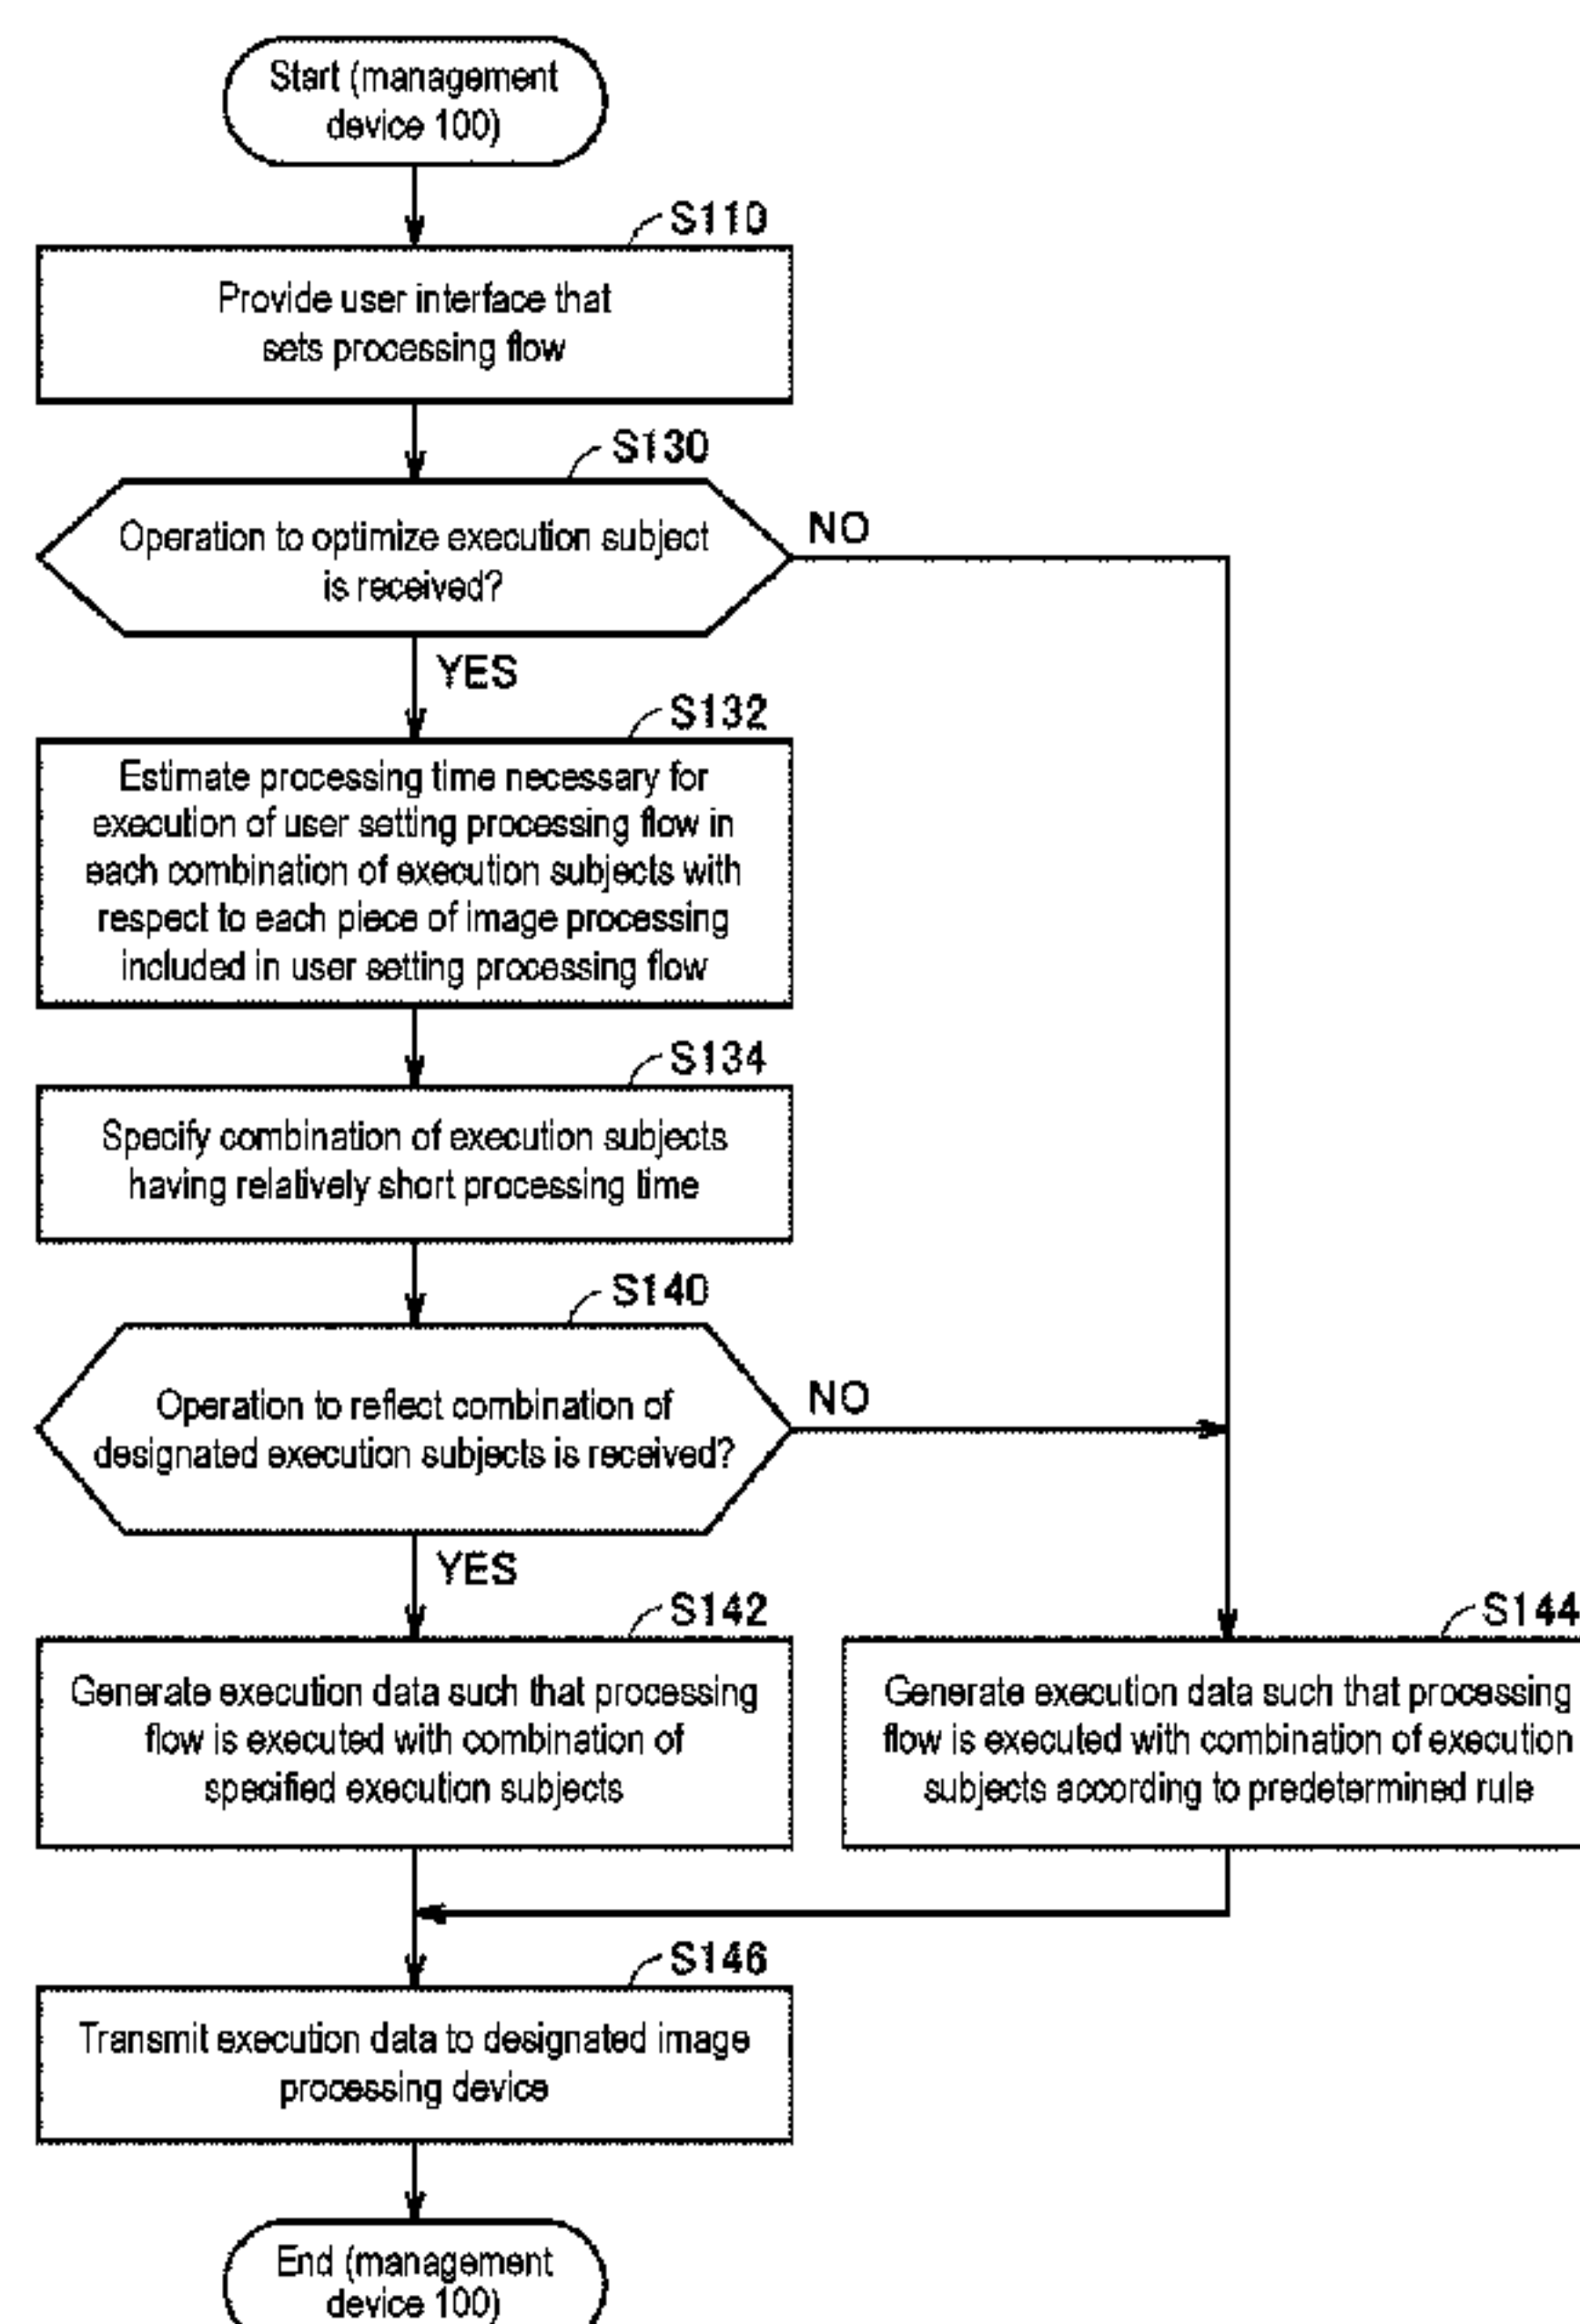 Start (management
device 100)
S110
Provide user interface that
sets processing flow
S130
Operation to optimize execution subject
is received?
NO
YES
S132
Estimate processing time necessary for
execution of user setting processing flow in
each combination of execution subjects with
respect to each piece of image processing
included in user setting processing flow
S134
Specify combination of execution subjects
having relatively short processing time
S140
Operation to reflect combination of
designated execution subjects is received?
NO
YES
S142
Generate execution data such that processing
flow is executed with combination of
specified execution subjects
S144
Generate execution data such that processing
flow is executed with combination of execution
subjects according to predetermined rule
S146
Transmit execution data to designated image
processing device
End (management
device 100)